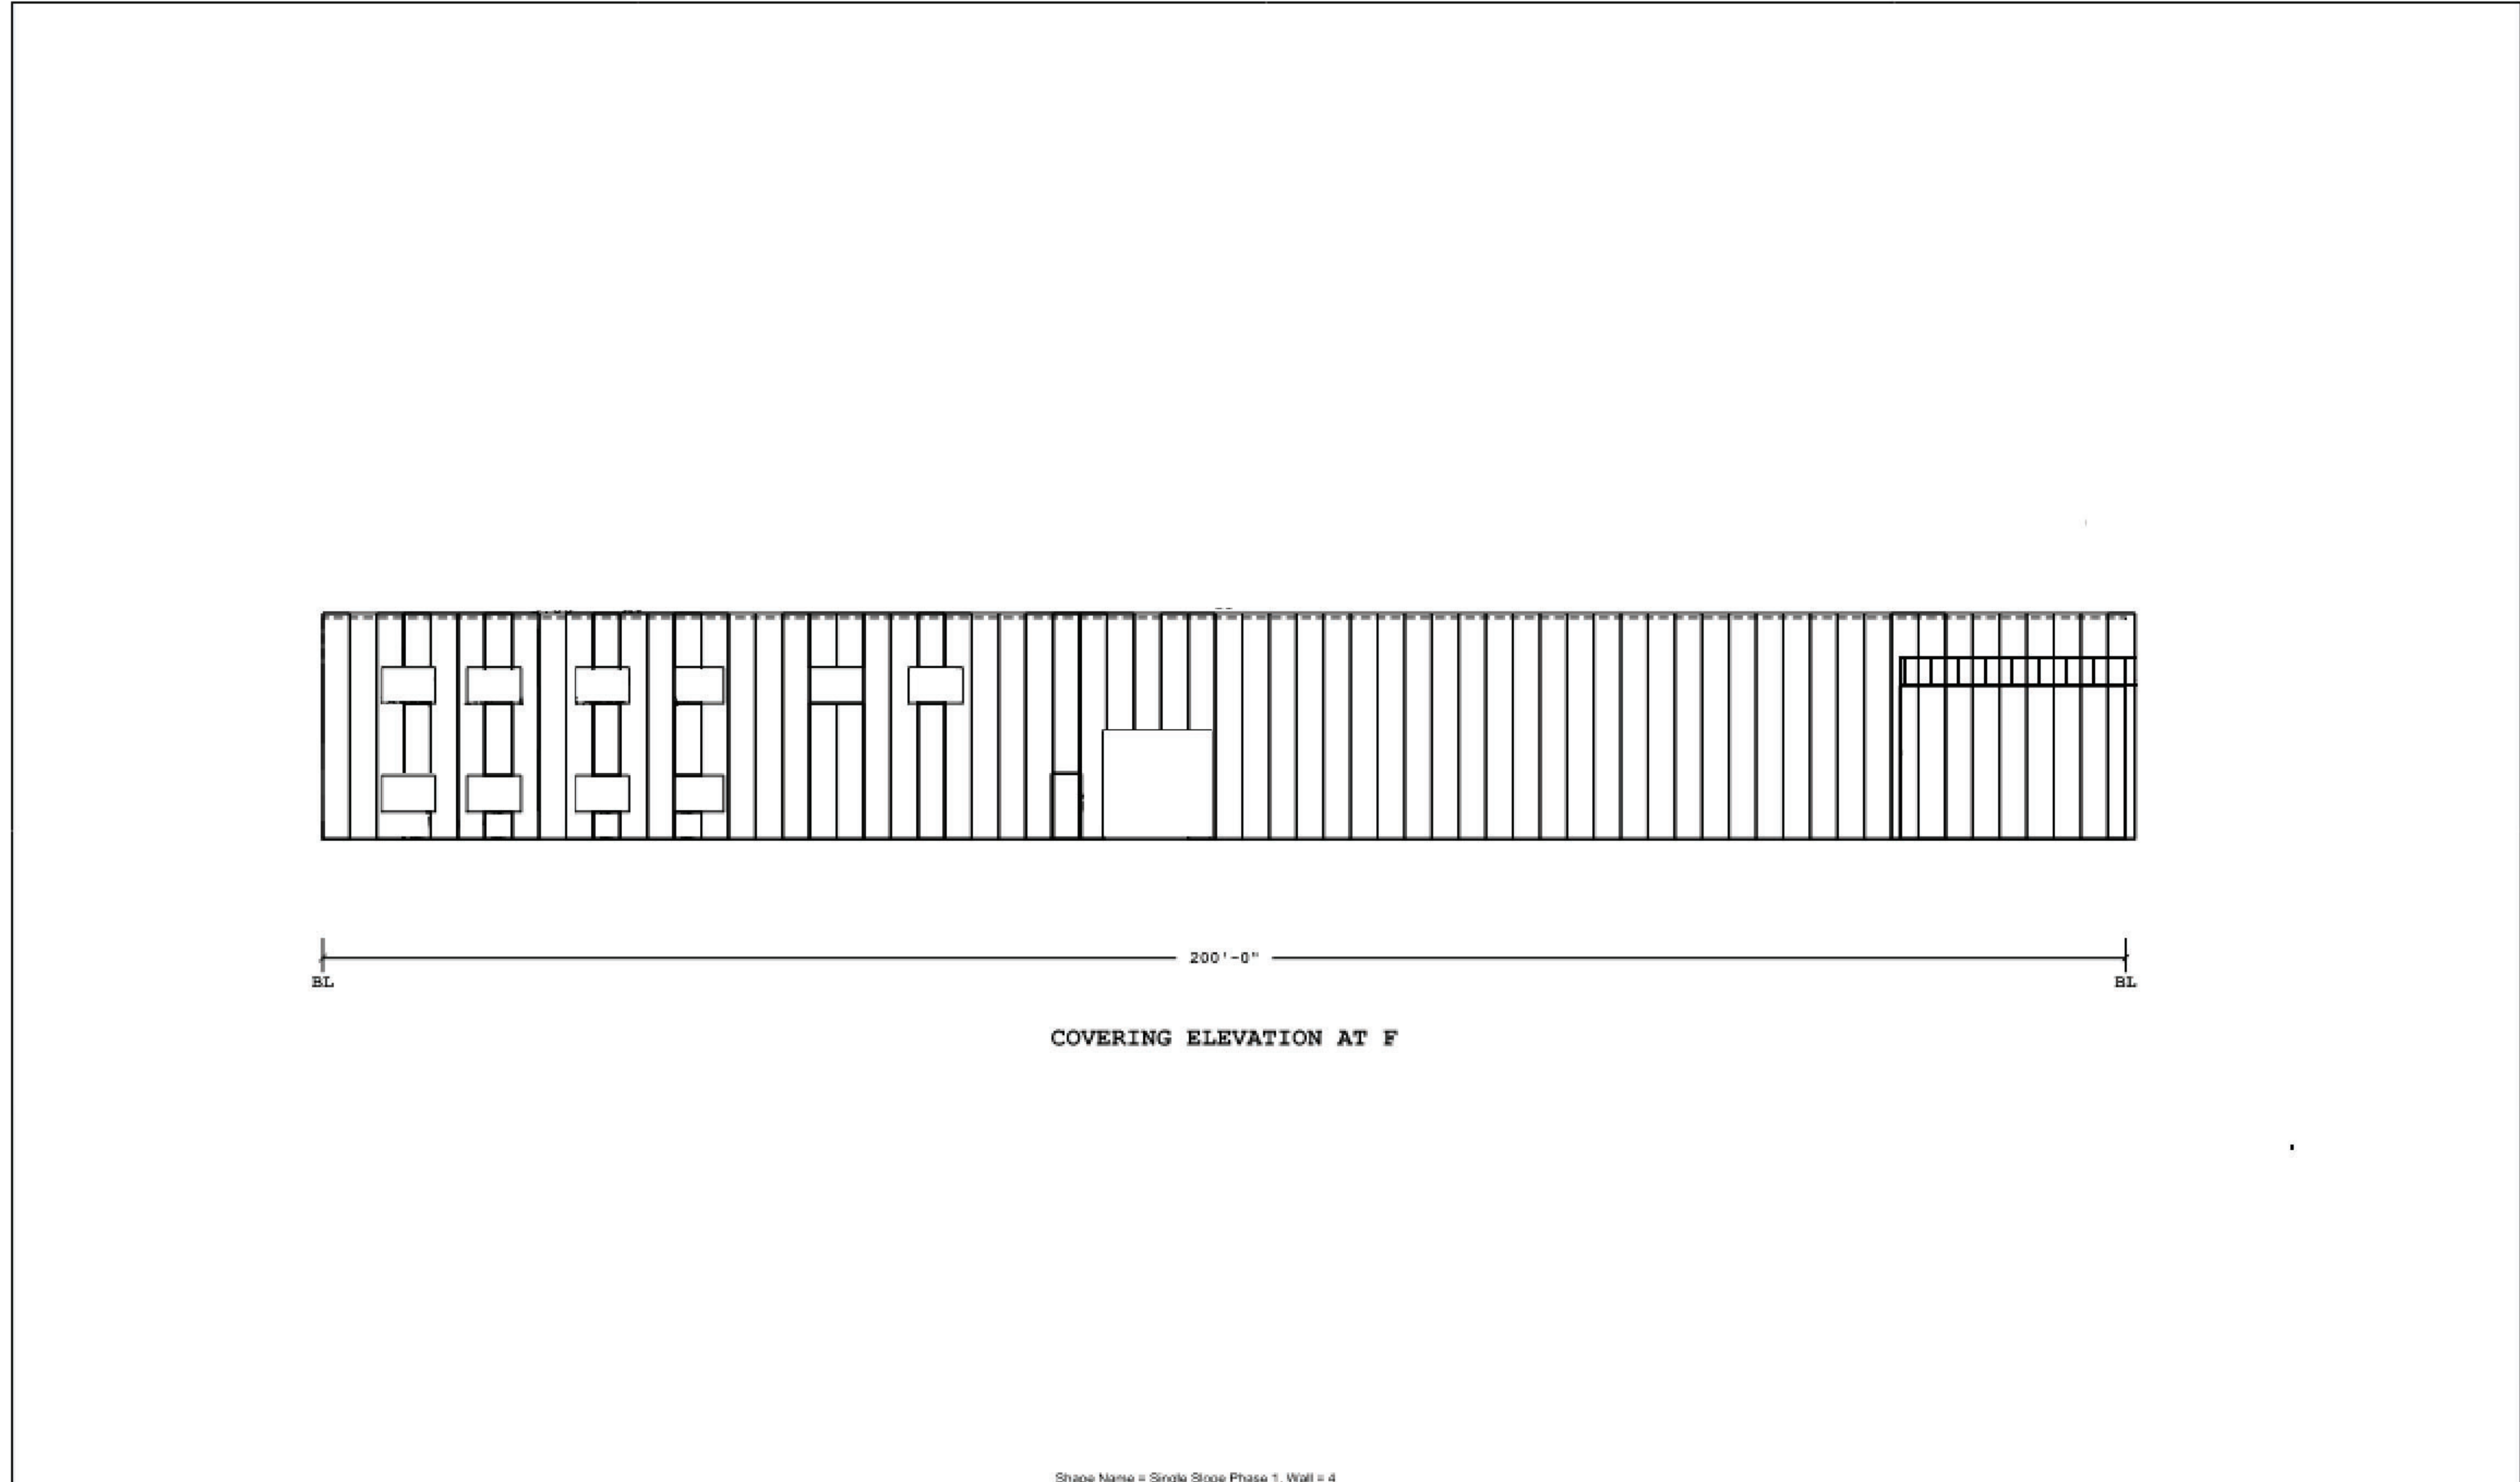 200'-0"
BL BL
COVERING ELEVATION AT F
Shape Name = Single Slope Phase 1, Wall = 4